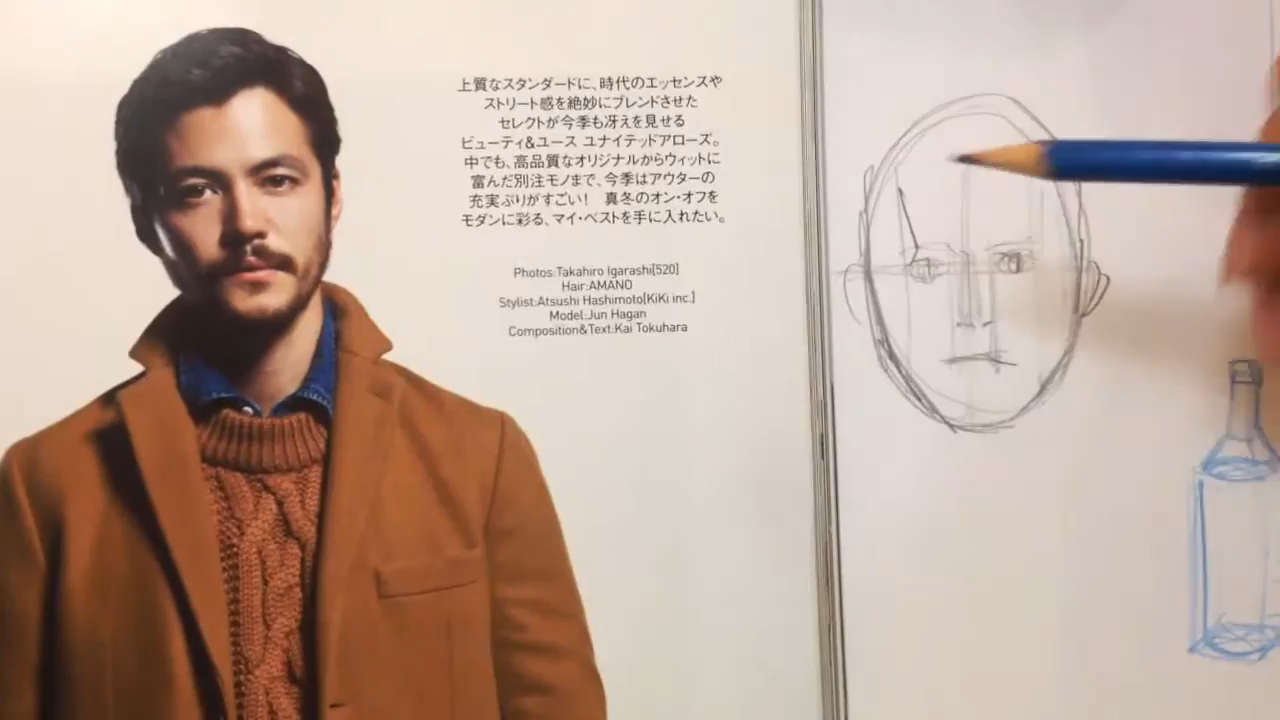 上質なスタンダードに、時代のエッセンスや
ストリート感を絶妙にブレンドさせた
セレクトが今季も冴えを見せる
ビューティ&ユース ユナイテッドアローズ。
中でも、高品質なオリジナルからウィットに
富んだ別注モノまで、今季はアウターの
充実ぶりがすごい！ 真冬のオン・オフを
モダンに彩る、マイ・ベストを手に入れたい。
Photos:Takahiro Igarashi[520]
Hair:AMANO
Stylist:Atsushi Hashimoto[KiKi inc.]
Model:Jun Hagan
Composition&Text:Kai Tokuhara